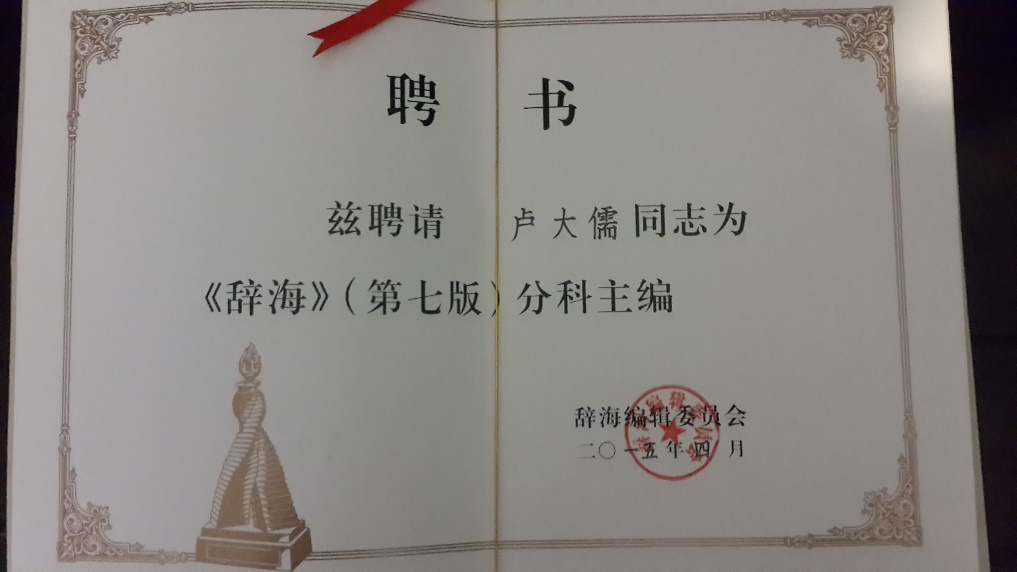 聘 书
兹聘请 卢大儒 同志为
《辞海》（第七版）分科主编
辞海编辑委员会
二〇一五年四月